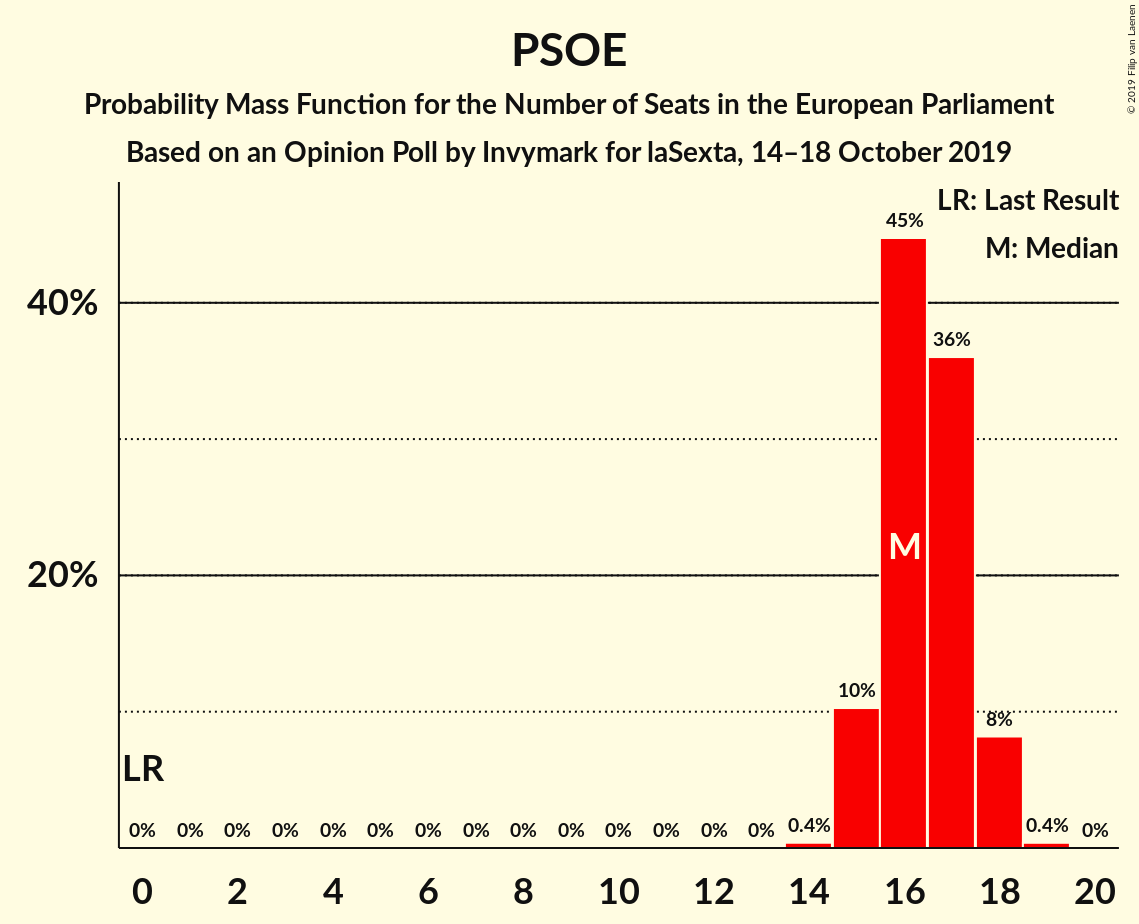 PSOE
Probability Mass Function for the Number of Seats in the European Parliament
Based on an Opinion Poll by Invymark for laSexta, 14–18 October 2019
© 2019 Filip van Laenen
LR: Last Result
M: Median
45%
40%
36%
M
20%
10%
8%
LR
0% 0% 0% 0% 0% 0% 0% 0% 0% 0% 0% 0% 0% 0% 0.4% 0.4% 0%
0 2 4 6 8 10 12 14 16 18 20